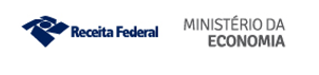 Receita Federal
MINISTÉRIO DA
ECONOMIA